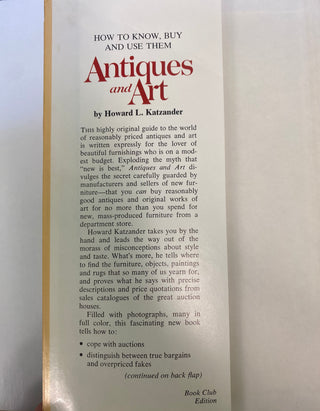 HOW TO KNOW, BUY
AND USE THEM
Antiques
and Art
by Howard L. Katzander
THIS highly original guide to the world
of reasonably priced antiques and art
is written expressly for the lover of
beautiful furnishings who is on a mod-
est budget. Exploding the myth that
"new is best," Antiques and Art di-
vulges the secret carefully guarded by
manufacturers and sellers of new fur-
niture—that you can buy reasonably
good antiques and original works of
art for no more than you spend for
new, mass-produced furniture from a
department store.
Howard Katzander takes you by the
hand and leads the way out of the
morass of misconceptions about style
and taste. What's more, he tells where
to find the furniture, objects, paintings
and rugs that so many of us yearn for,
and proves what he says with precise
descriptions and price quotations from
sales catalogues of the great auction
houses.
Filled with photographs, many in
full color, this fascinating new book
tells how to:
• cope with auctions
• distinguish between true bargains
and overpriced fakes
(continued on back flap)
Book Club
Edition